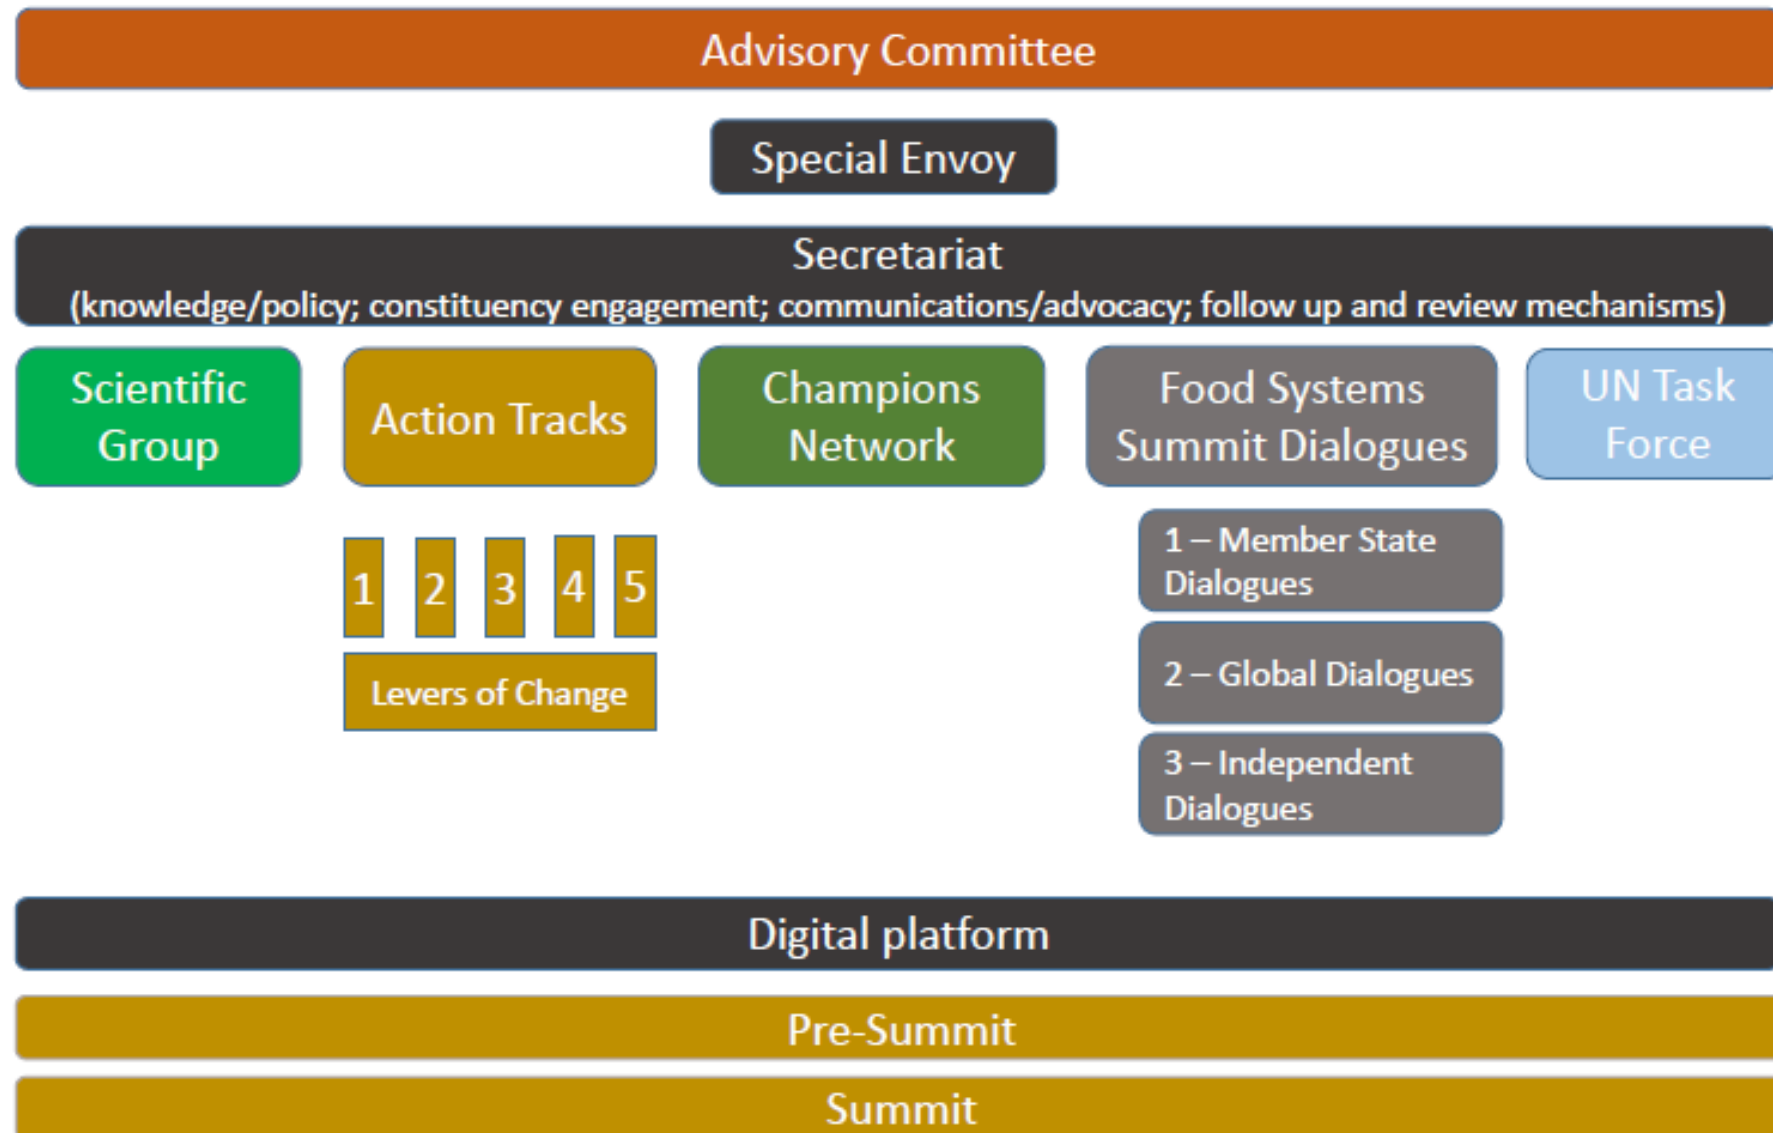 Advisory Committee
Special Envoy
Secretariat
(knowledge/policy; constituency engagement; communications/advocacy; follow up and review mechanisms)
Scientific
Group
Action Tracks
Champions
Network
Food Systems
Summit Dialogues
UN Task
Force
1
2
3
4
5
Levers of Change
1 – Member State
Dialogues
2 – Global Dialogues
3 – Independent
Dialogues
Digital platform
Pre-Summit
Summit